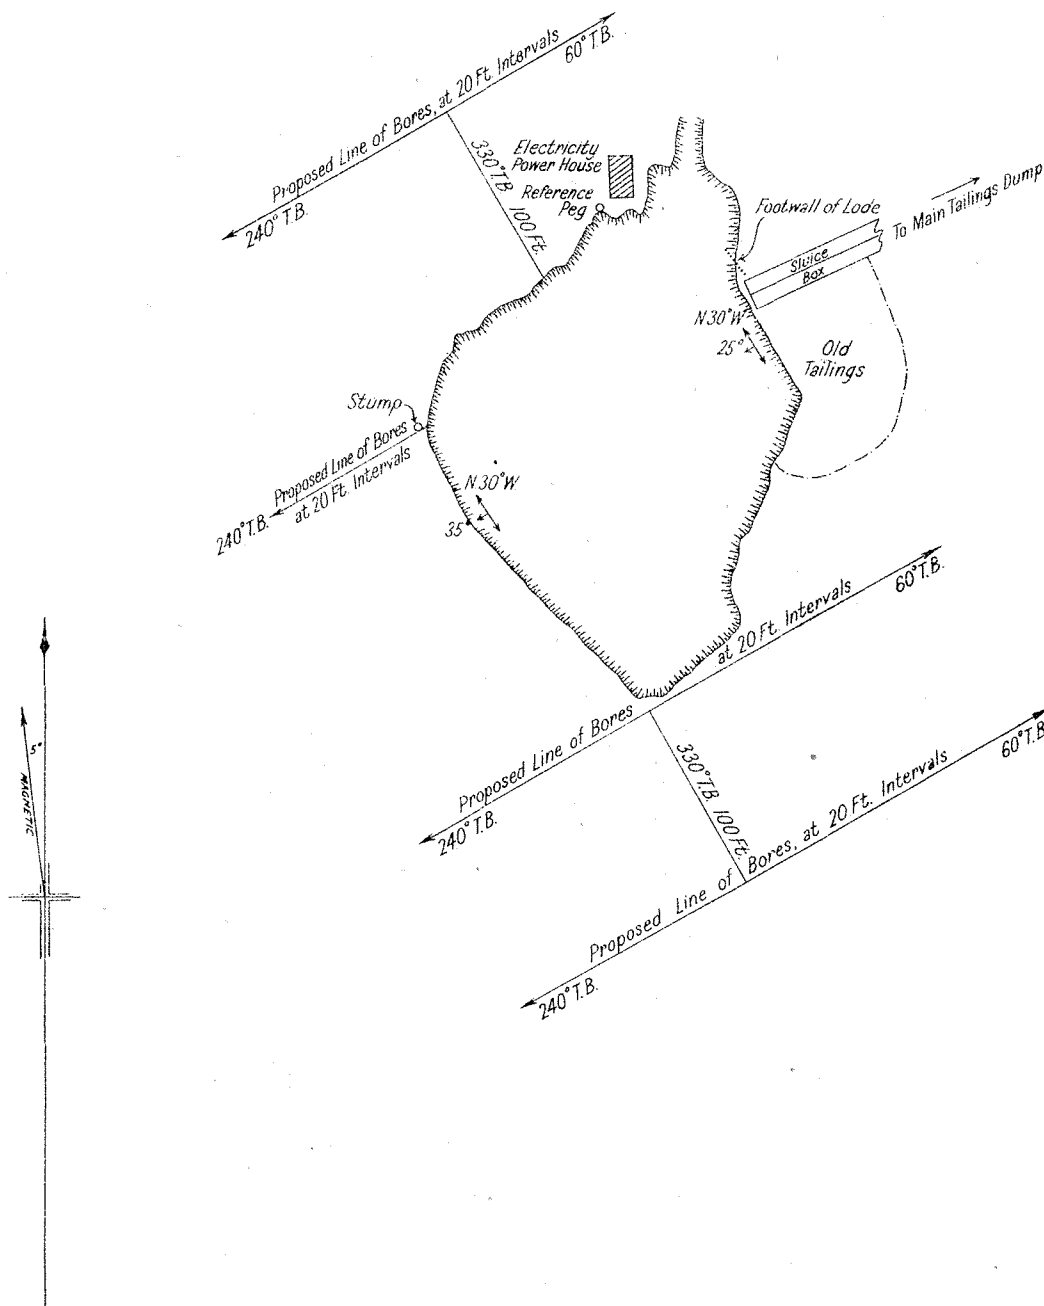 Proposed Line of Bores, at 20 Ft. Intervals
60° T.B.
240° T.B.
330° T.B. 100 Ft.
Electricity
Power House
Reference
Peg
Footwall of Lode
To Main Tailings Dump
Sluice
Box
N 30° W
25°
Old
Tailings
Stump
Proposed Line of Bores
at 20 Ft. Intervals
240° T.B.
N 30° W
35°
Proposed Line of Bores at 20 Ft. Intervals
60° T.B.
240° T.B.
5°
MAGNETIC
330° T.B. 100 Ft.
Proposed Line of Bores, at 20 Ft. Intervals
60° T.B.
240° T.B.